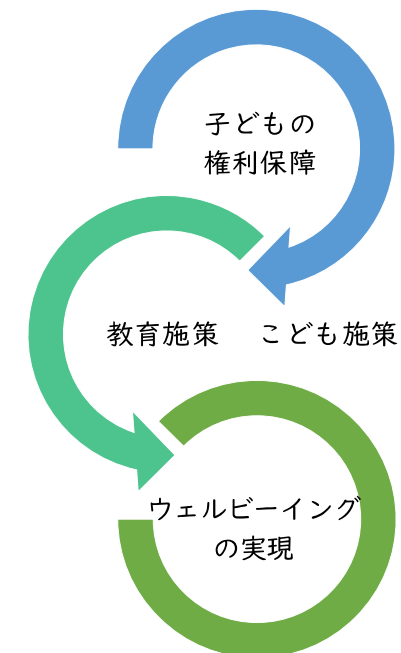 子どもの
権利保障
教育施策　こども施策
ウェルビーイング
の実現